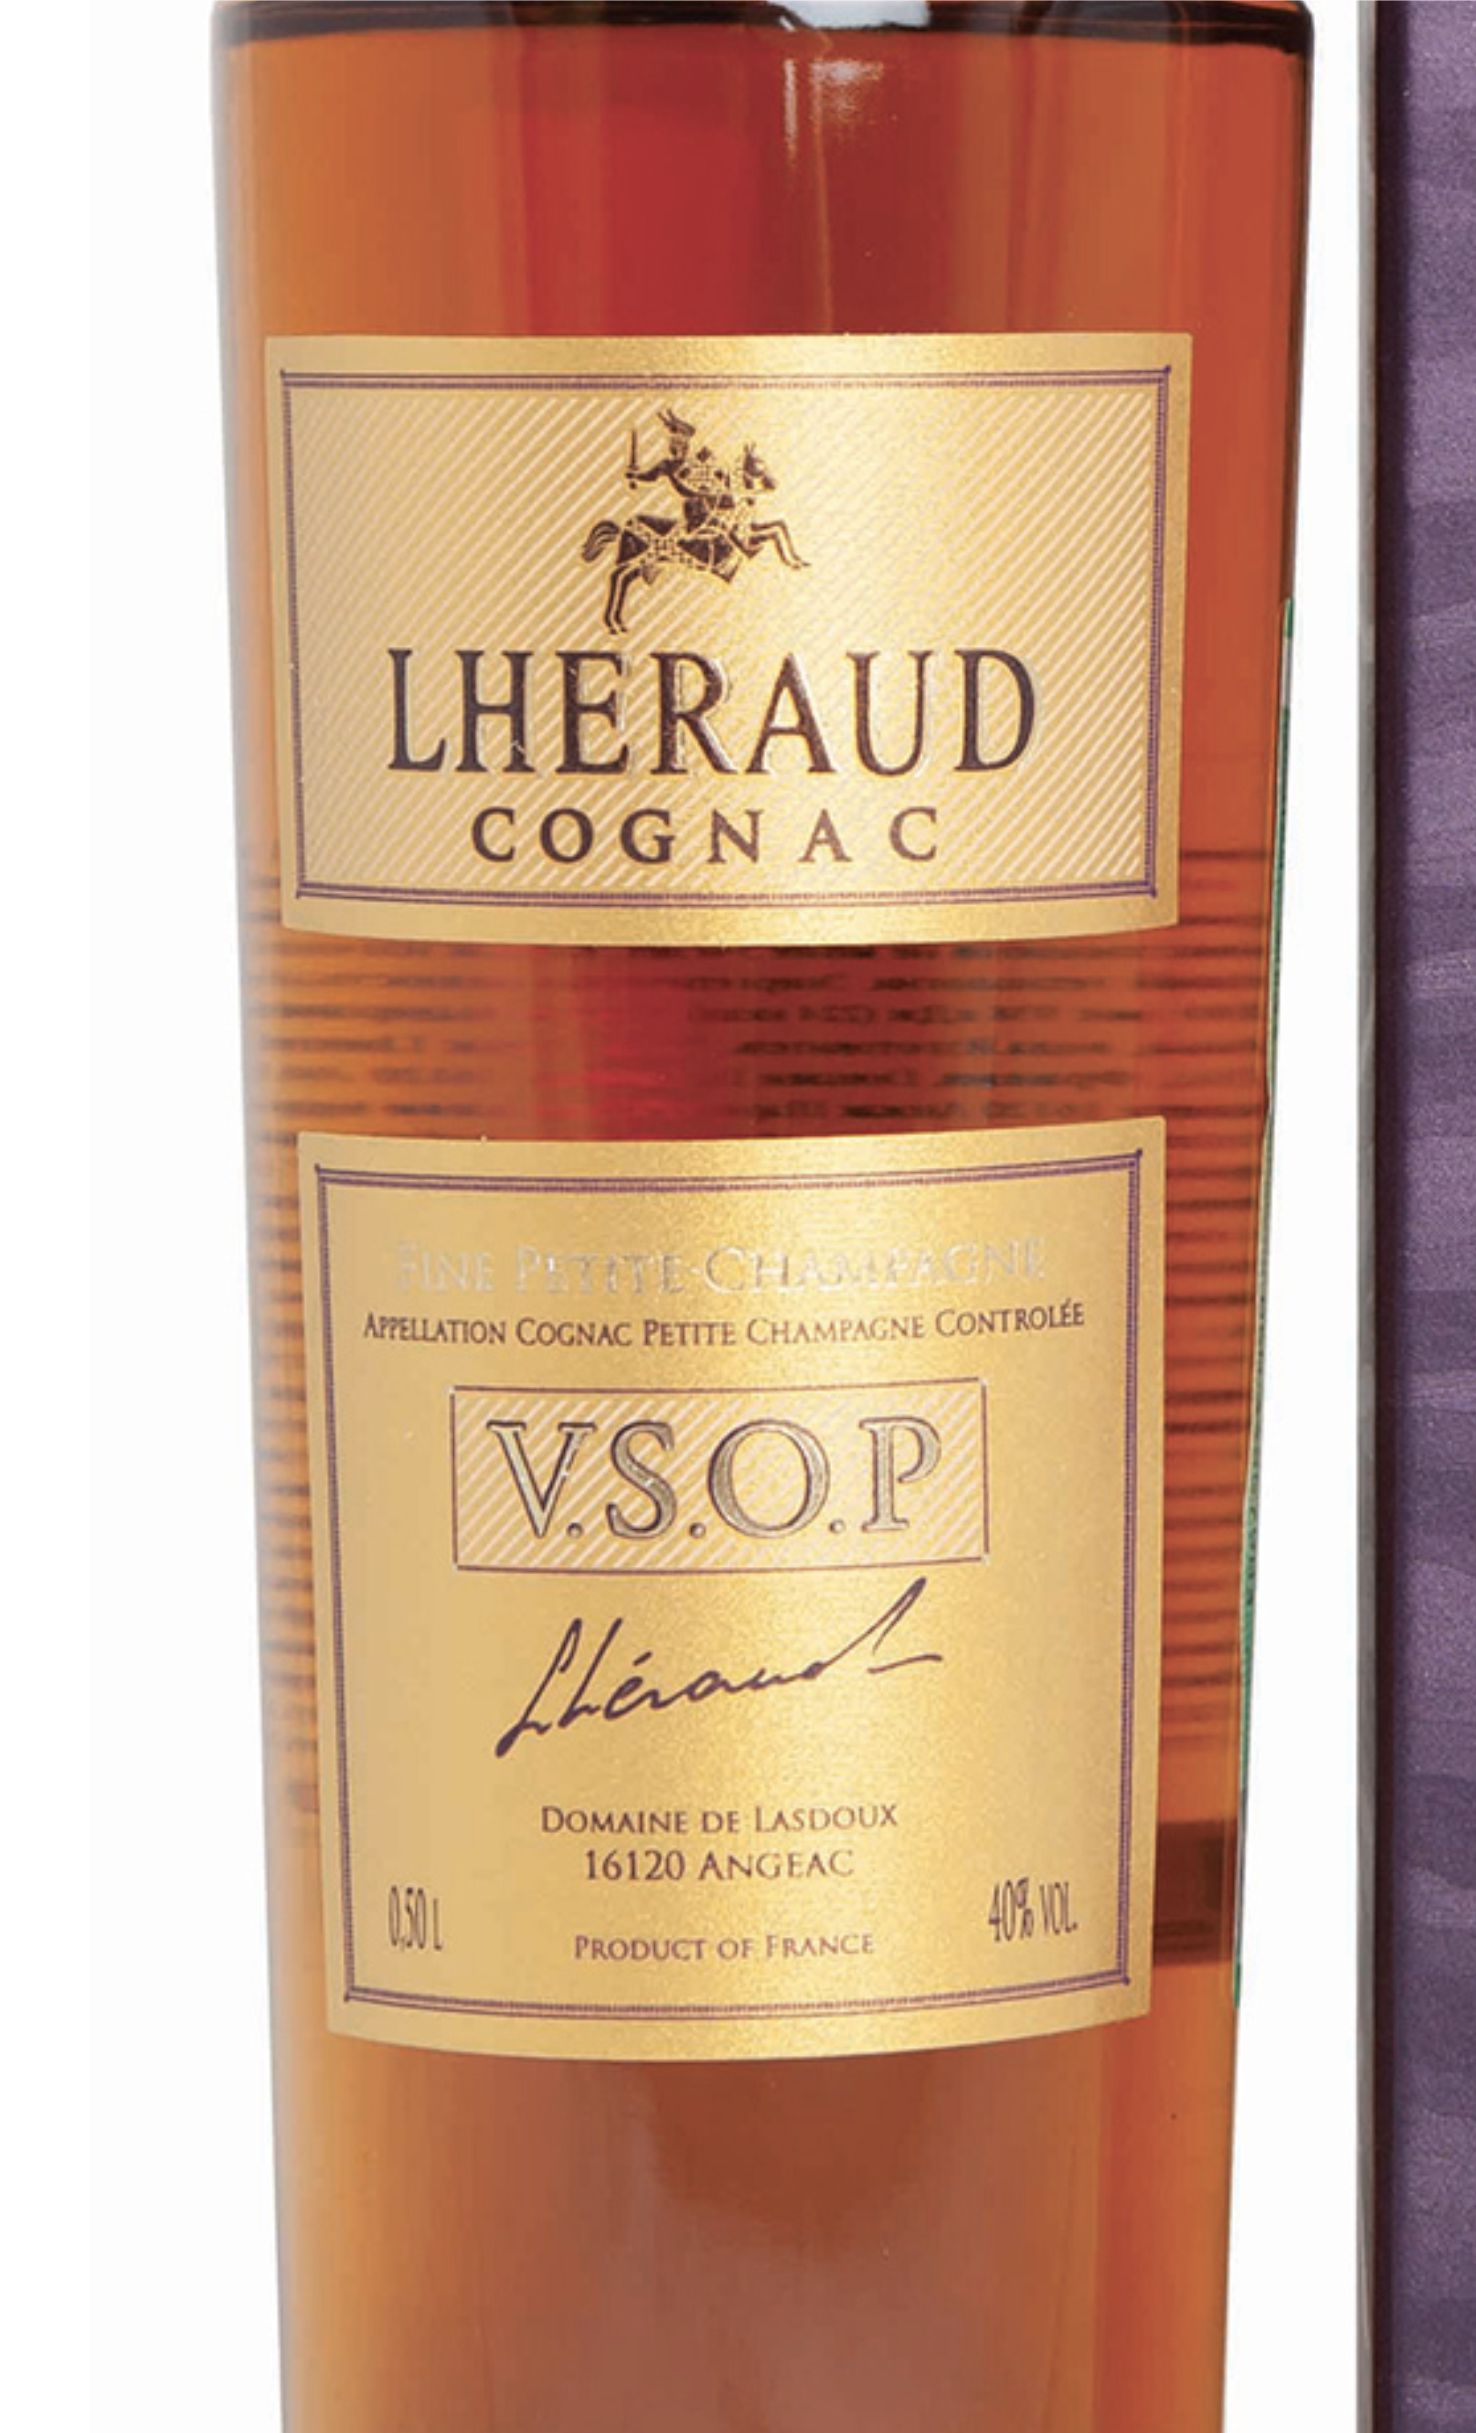 LHERAUD
COGNAC
FINE PETITE CHAMPAGNE
APPELLATION COGNAC PETITE CHAMPAGNE CONTROLÉE
V.S.O.P
Lhéraud
DOMAINE DE LASDOUX
16120 ANGEAC
0,50 L
40% VOL.
PRODUCT OF FRANCE